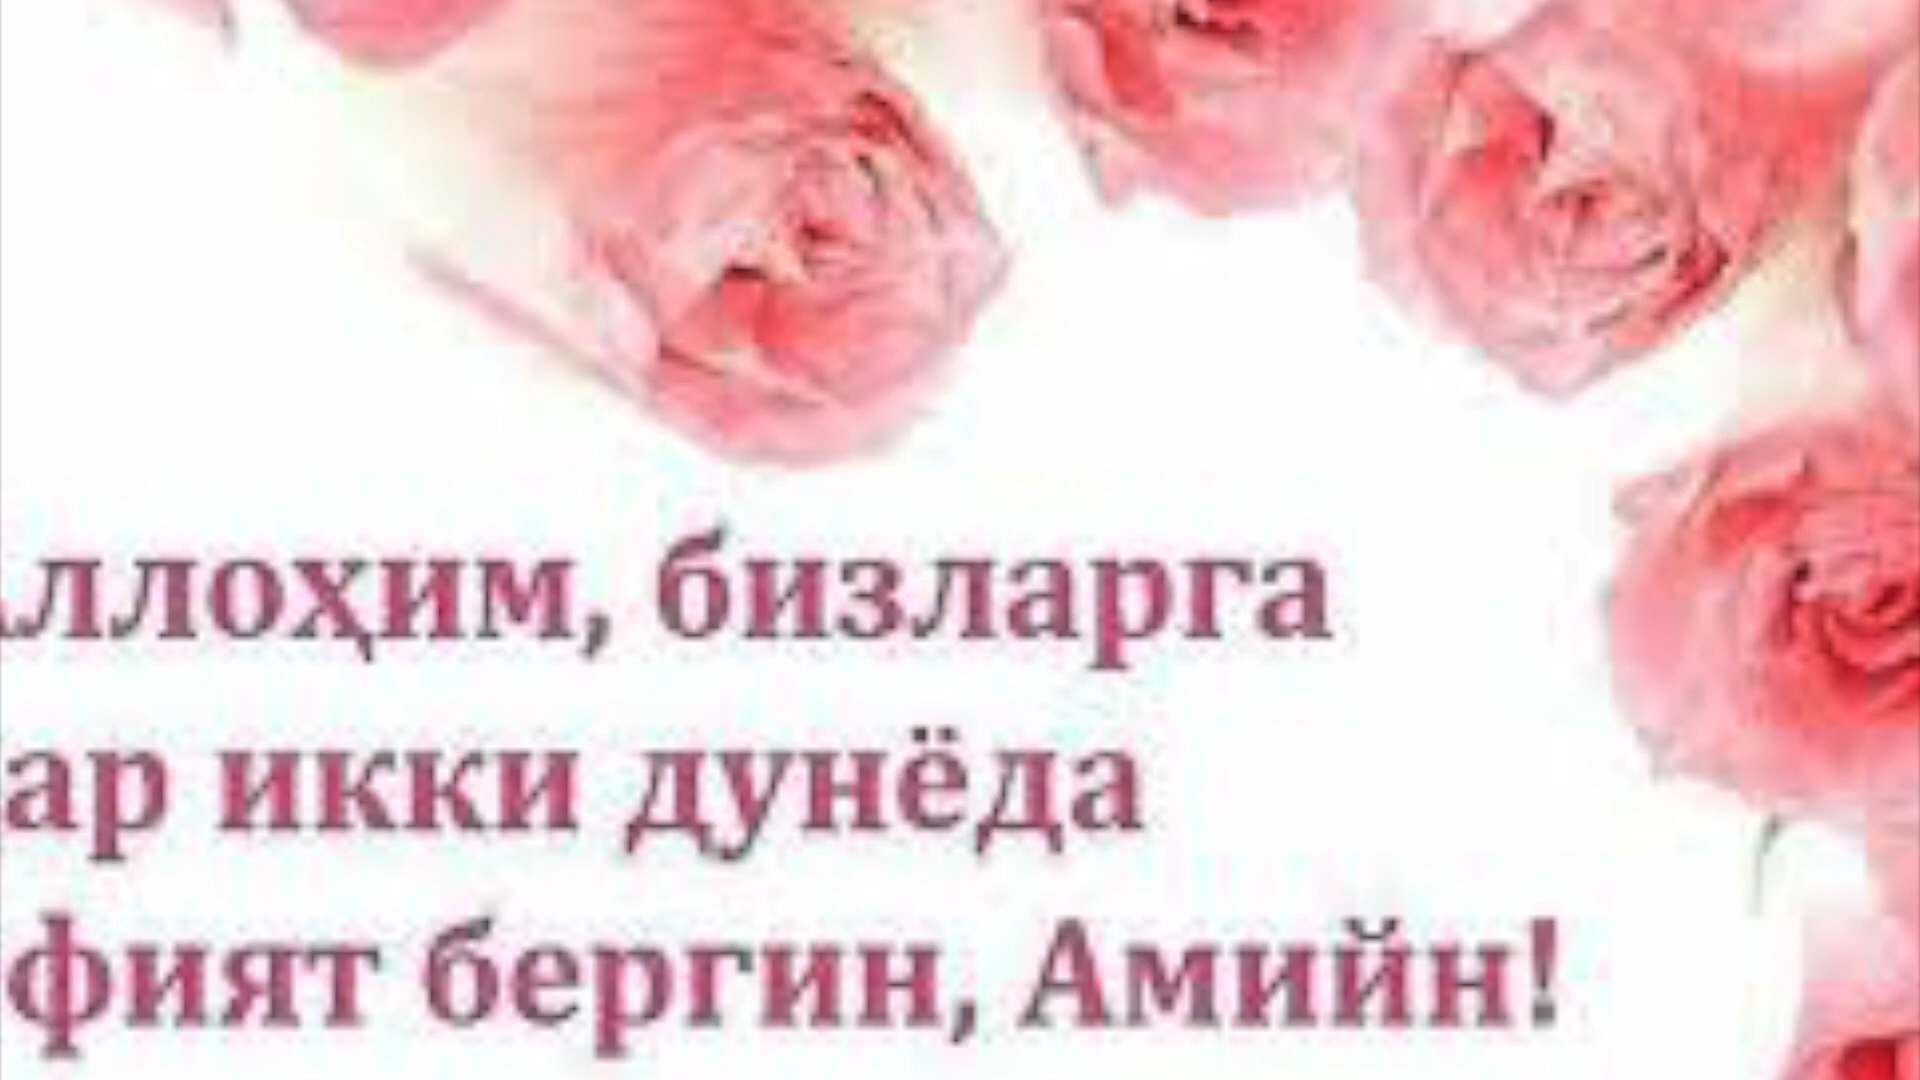 ллоҳим, бизларга
ар икки дунёда
фият бергин, Амийн!